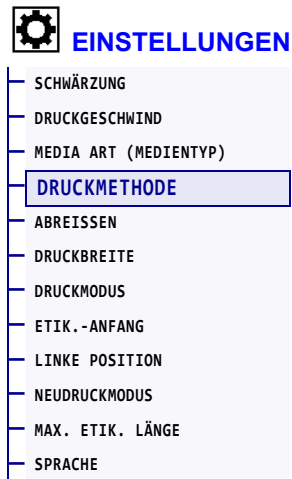 EINSTELLUNGEN
SCHWÄRZUNG
DRUCKGESCHWIND
MEDIA ART (MEDIENTYP)
DRUCKMETHODE
ABREISSEN
DRUCKBREITE
DRUCKMODUS
ETIK.-ANFANG
LINKE POSITION
NEUDRUCKMODUS
MAX. ETIK. LÄNGE
SPRACHE